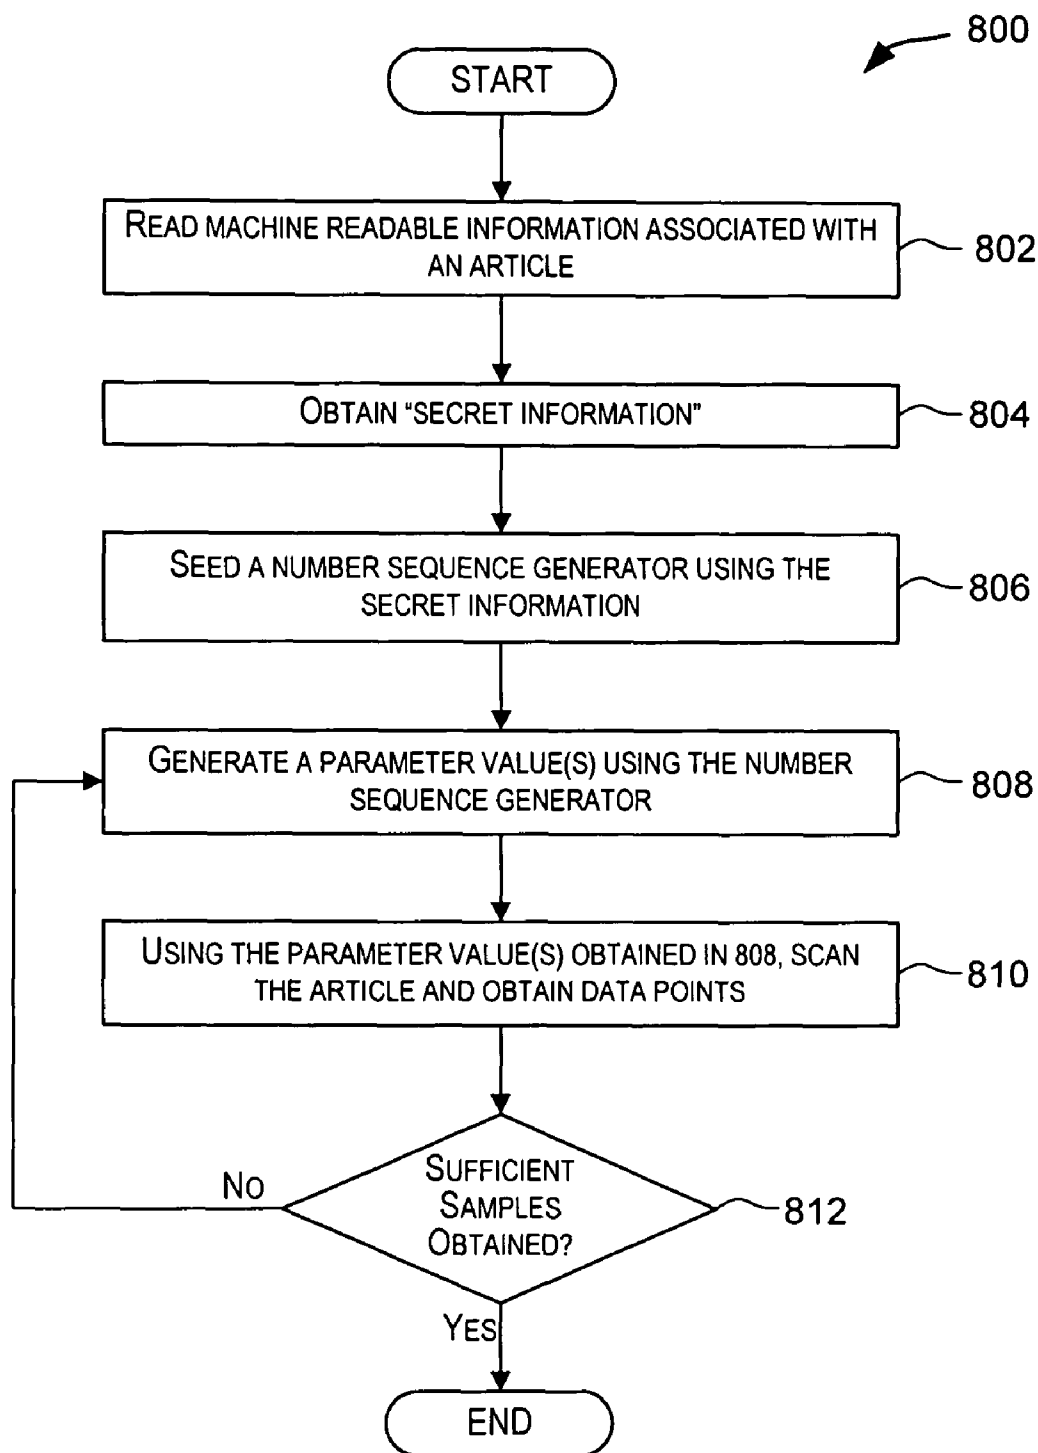 800
START
READ MACHINE READABLE INFORMATION ASSOCIATED WITH
AN ARTICLE
802
OBTAIN "SECRET INFORMATION"
804
SEED A NUMBER SEQUENCE GENERATOR USING THE
SECRET INFORMATION
806
GENERATE A PARAMETER VALUE(S) USING THE NUMBER
SEQUENCE GENERATOR
808
USING THE PARAMETER VALUE(S) OBTAINED IN 808, SCAN
THE ARTICLE AND OBTAIN DATA POINTS
810
SUFFICIENT
SAMPLES
OBTAINED?
812
NO
YES
END